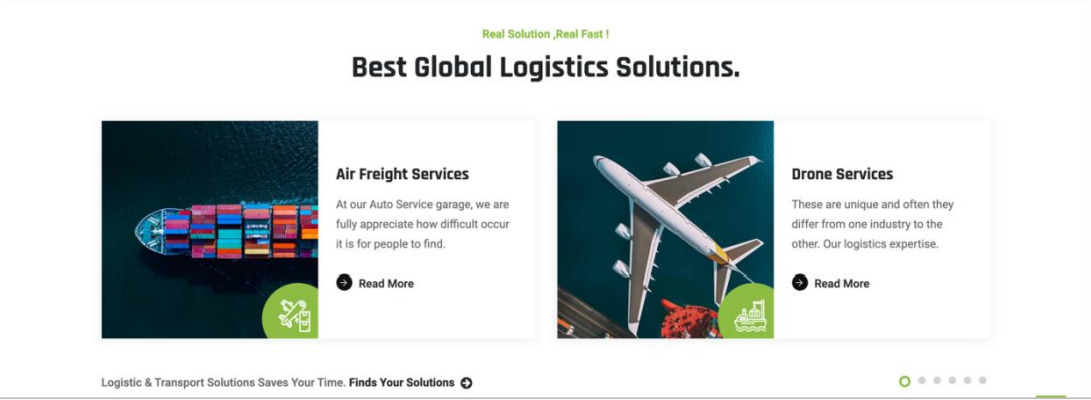 Real Solution ,Real Fast !
Best Global Logistics Solutions.
Air Freight Services
At our Auto Service garage, we are
fully appreciate how difficult occur
it is for people to find.
Read More
Drone Services
These are unique and often they
differ from one industry to the
other. Our logistics expertise.
Read More
Logistic & Transport Solutions Saves Your Time. Finds Your Solutions